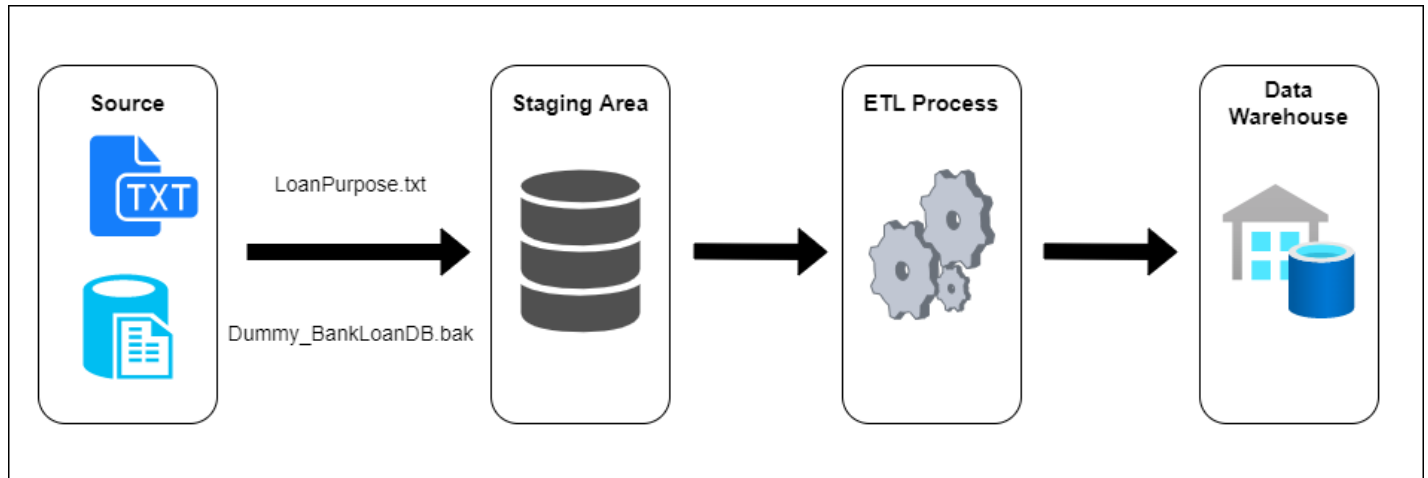 Source
TXT
LoanPurpose.txt
Dummy_BankLoanDB.bak
Staging Area
ETL Process
Data
Warehouse